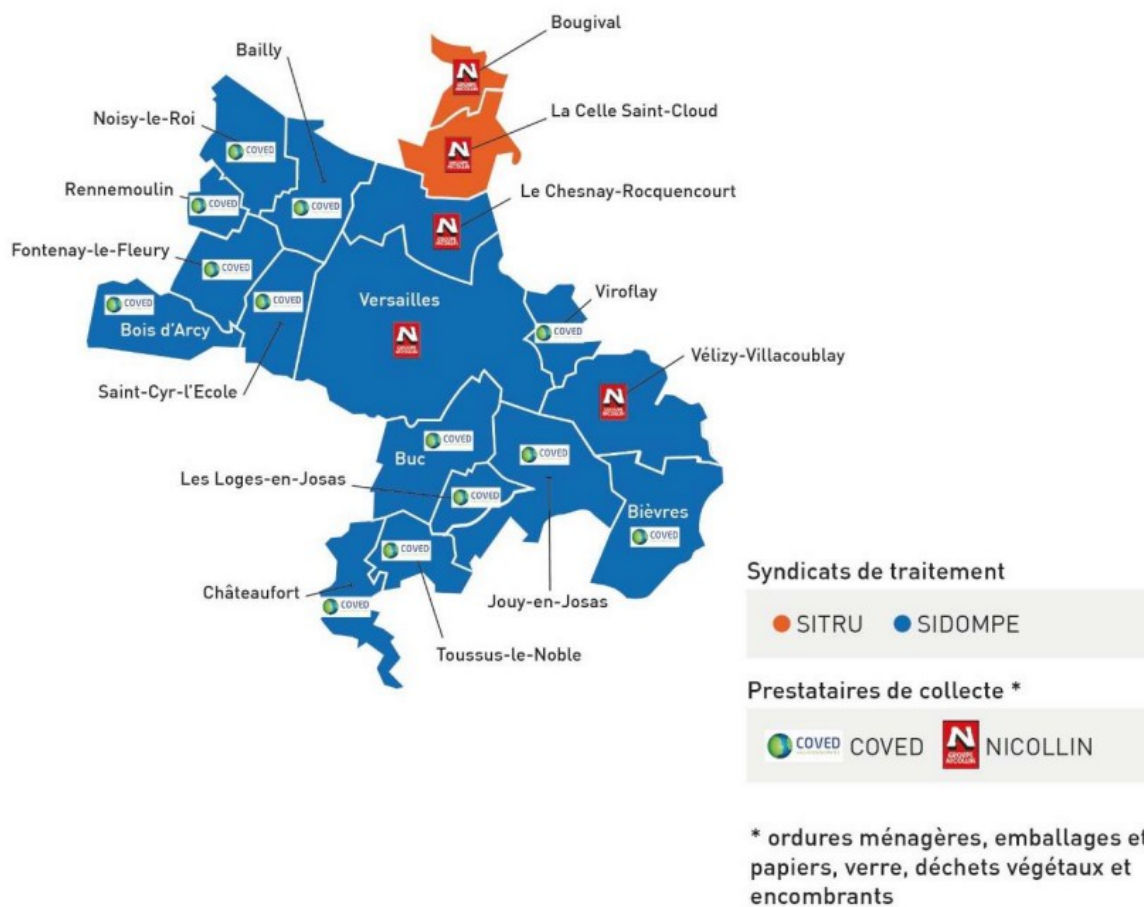 Bougival
Bailly
La Celle Saint-Cloud
Noisy-le-Roi
COVED
Rennemoulin
COVED
COVED
Le Chesnay-Rocquencourt
Fontenay-le-Fleury
COVED
Bois d'Arcy
COVED
COVED
Versailles
Viroflay
COVED
Vélizy-Villacoublay
Saint-Cyr-l'Ecole
Buc
COVED
COVED
Les Loges-en-Josas
COVED
Bièvres
COVED
COVED
Châteaufort
COVED
Jouy-en-Josas
Toussus-le-Noble
Syndicats de traitement
SITRU SIDOMPE
Prestataires de collecte *
COVED COVED N GROUPE NICOLLIN NICOLLIN
* ordures ménagères, emballages et
papiers, verre, déchets végétaux et
encombrants